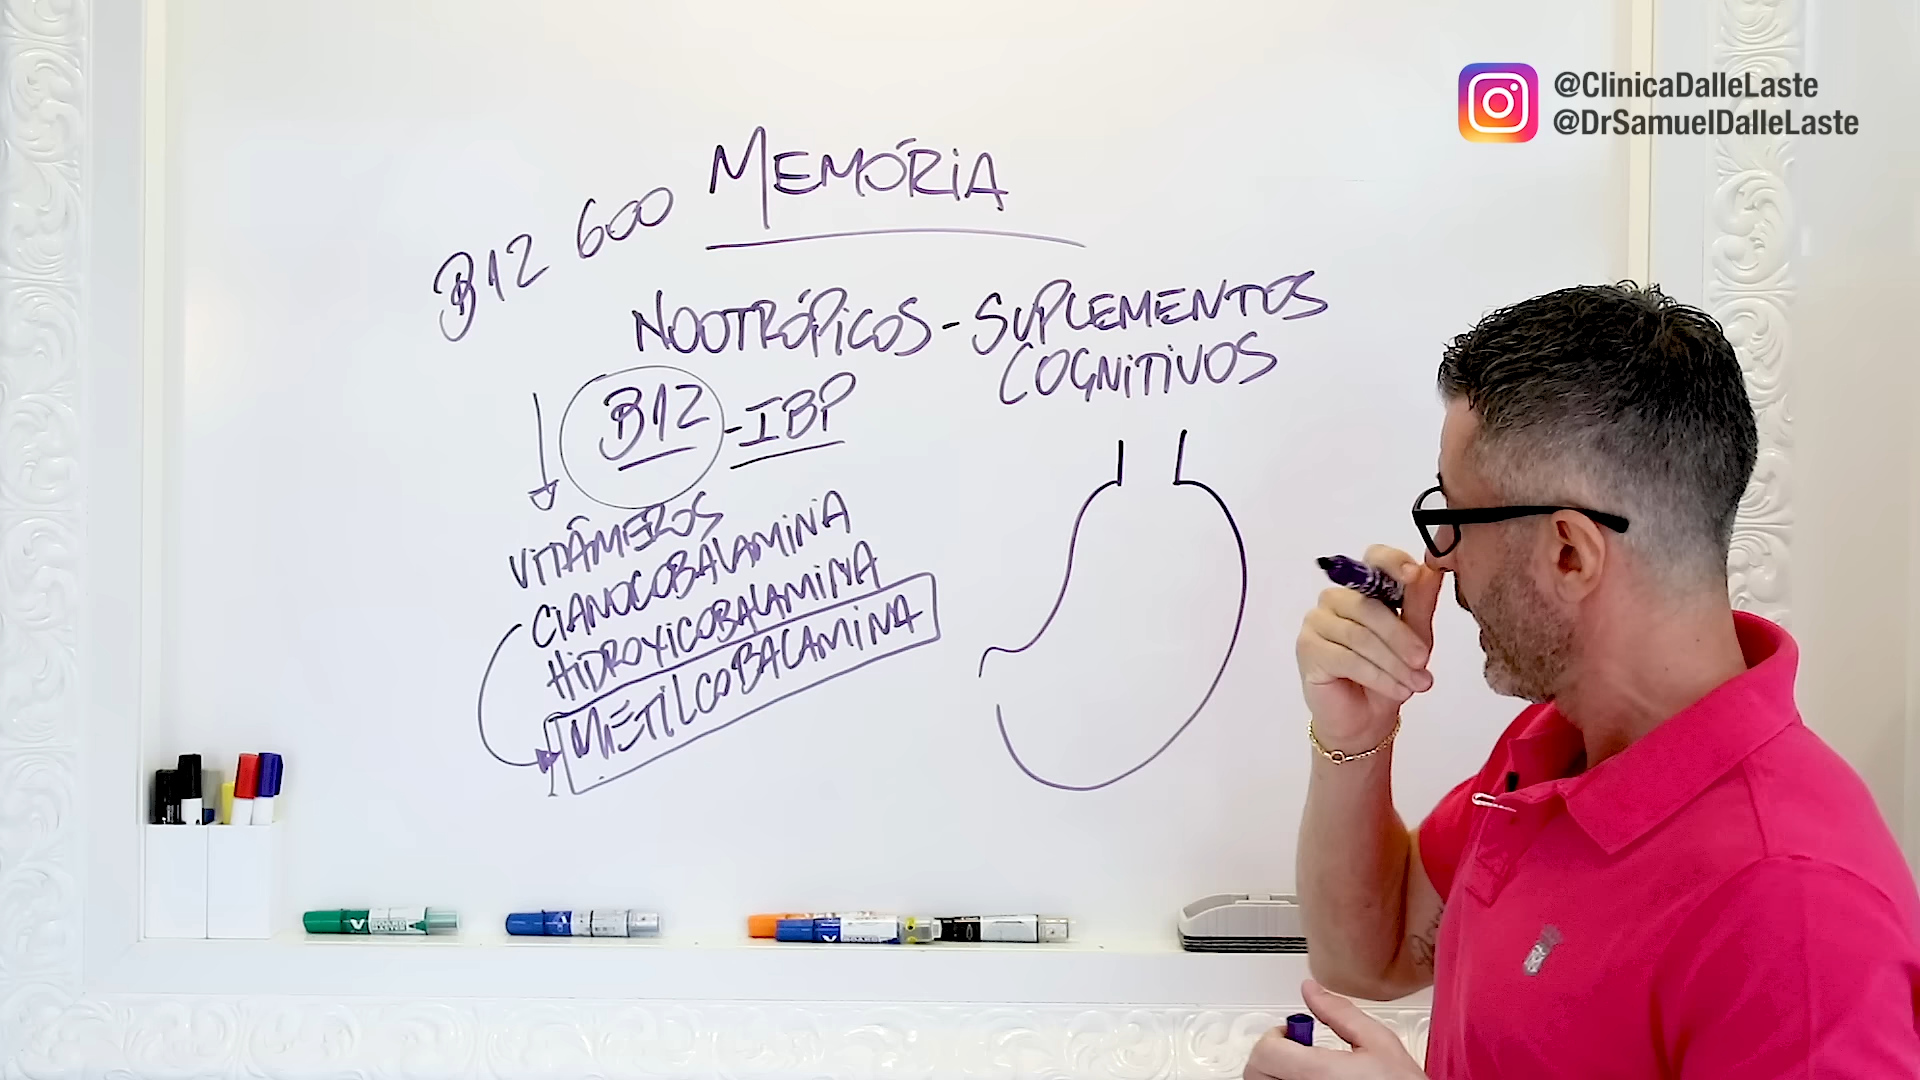 @ClinicaDalleLaste
@DrSamuelDalleLaste
MEMÓRIA
B12 600
NOOTRÓPICOS - SUPLEMENTOS
COGNITIVOS
B12 - IBP
VITÂMEROS
CIANOCOBALAMINA
HIDROXICOBALAMINA
METILCOBALAMINA